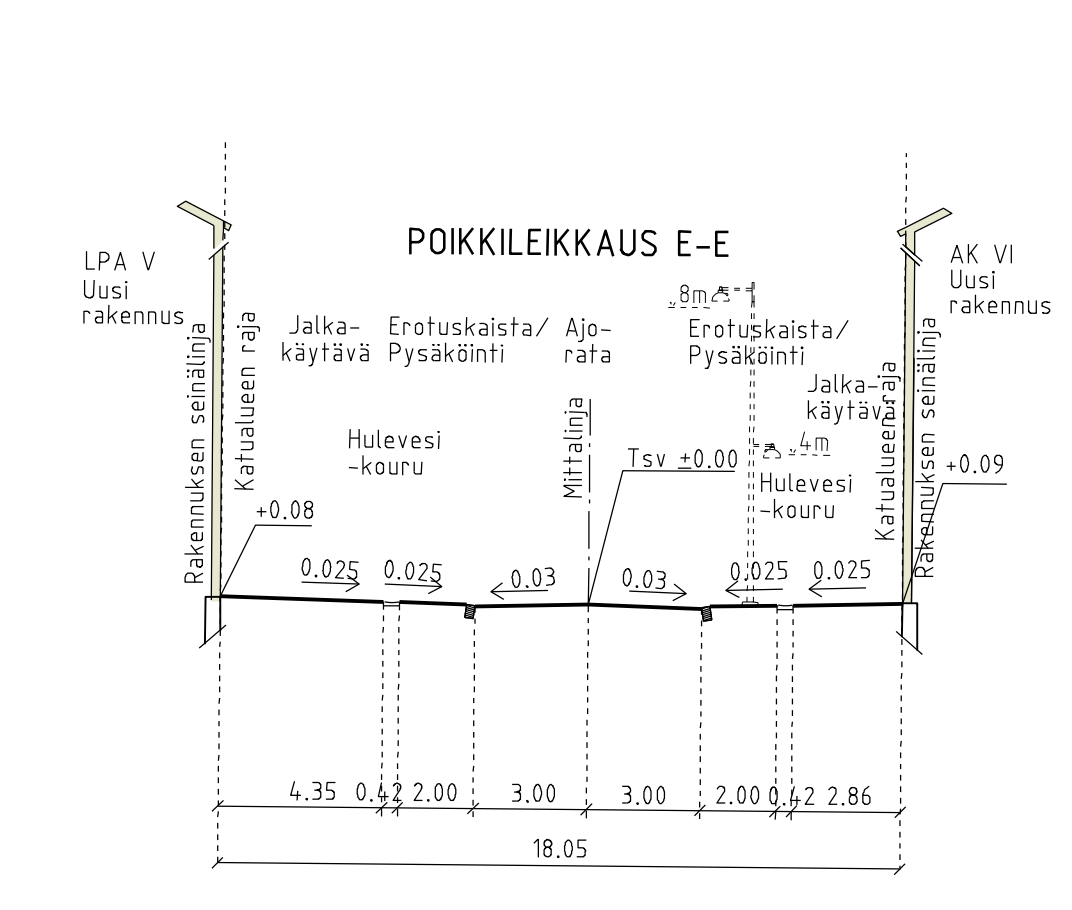 POIKKILEIKKAUS E-E
LPA V
Uusi
rakennus
AK VI
Uusi
rakennus
8m
Jalka-
käytävä
Erotuskaista/
Pysäköinti
Ajo-
rata
Erotuskaista/
Pysäköinti
Jalka-
käytävä
Rakennuksen seinälinja
Katualueen raja
Mittalinja
Katualueen raja
Rakennuksen seinälinja
Hulevesi
-kouru
4m
Tsv ±0.00
Hulevesi
-kouru
+0.09
+0.08
0.025
0.025
0.03
0.03
0.025
0.025
4.35
0.42
2.00
3.00
3.00
2.00
0.42
2.86
18.05